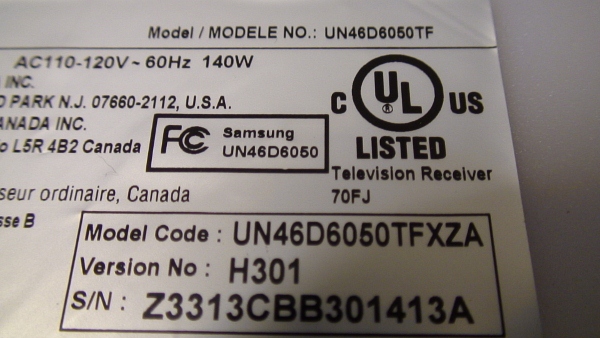 Model / MODELE NO.: UN46D6050TF
AC110-120V ~ 60Hz 140W
INC.
PARK N.J. 07660-2112, U.S.A.
CANADA INC.
L5R 4B2 Canada
FC Samsung
UN46D6050
C UL ® US
LISTED
Television Receiver
70FJ
seur ordinaire, Canada
sse B
Model Code : UN46D6050TFXZA
Version No : H301
S/N : Z3313CBB301413A